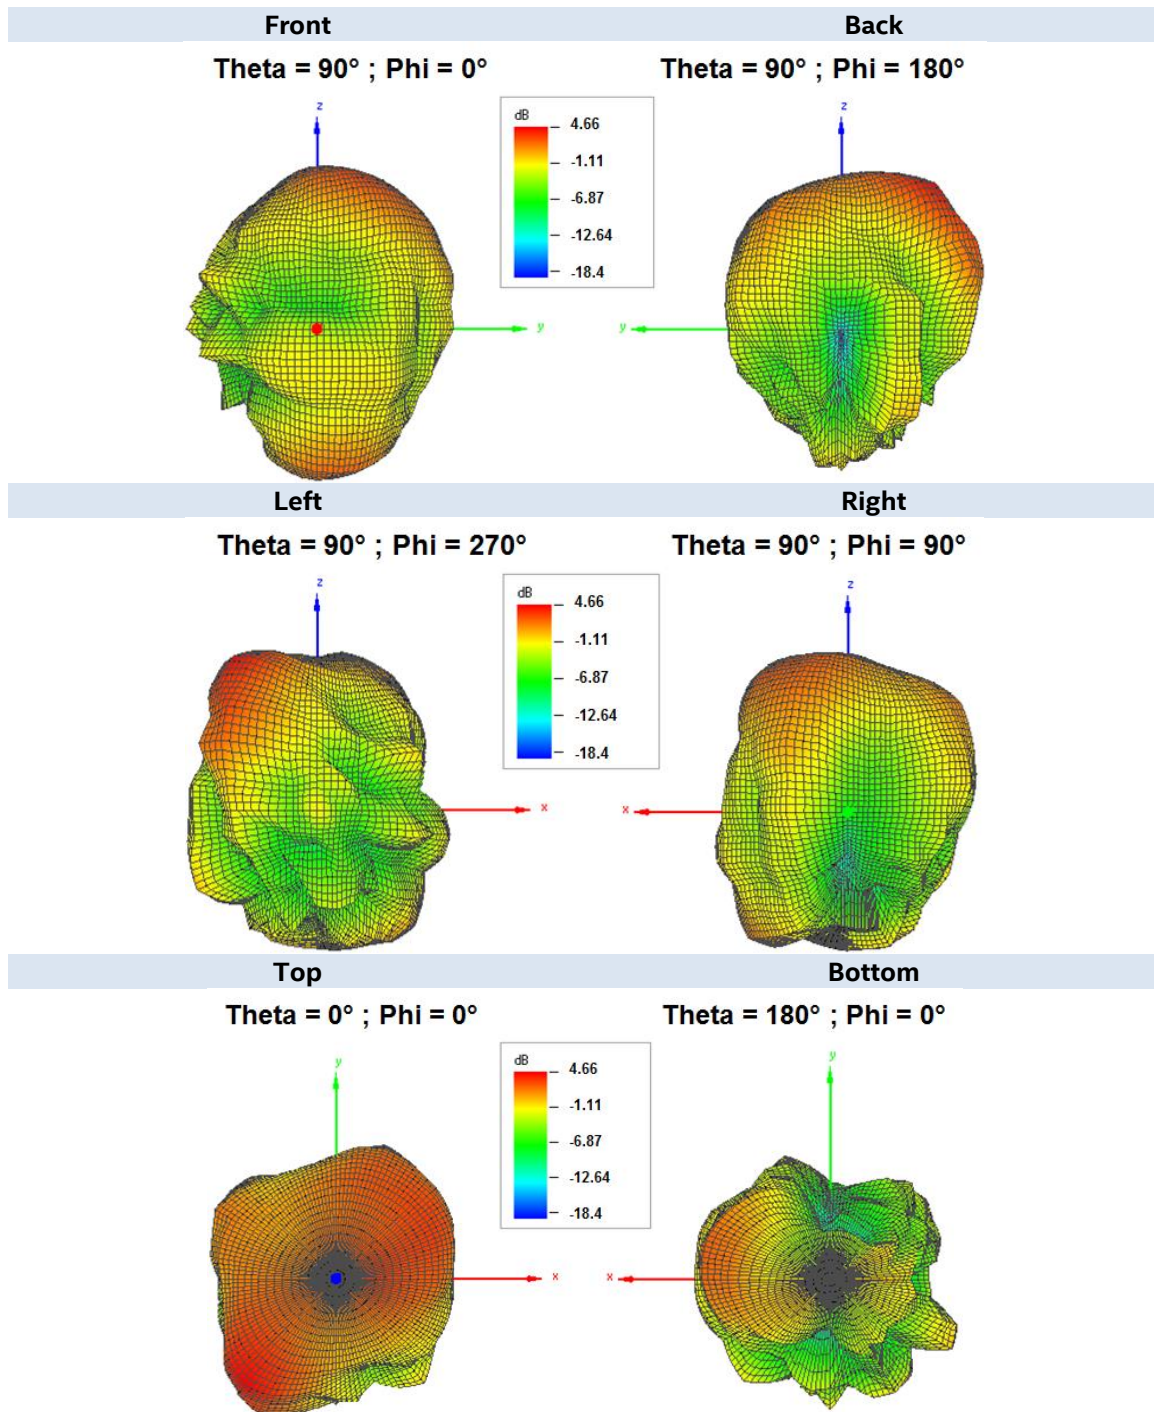 Front
Back
Theta = 90° ; Phi = 0°
Theta = 90° ; Phi = 180°
z
dB
4.66
-1.11
-6.87
-12.64
-18.4
z
y
y
Left
Right
Theta = 90° ; Phi = 270°
Theta = 90° ; Phi = 90°
z
dB
4.66
-1.11
-6.87
-12.64
-18.4
z
x
x
Top
Bottom
Theta = 0° ; Phi = 0°
Theta = 180° ; Phi = 0°
y
dB
4.66
-1.11
-6.87
-12.64
-18.4
y
x
x